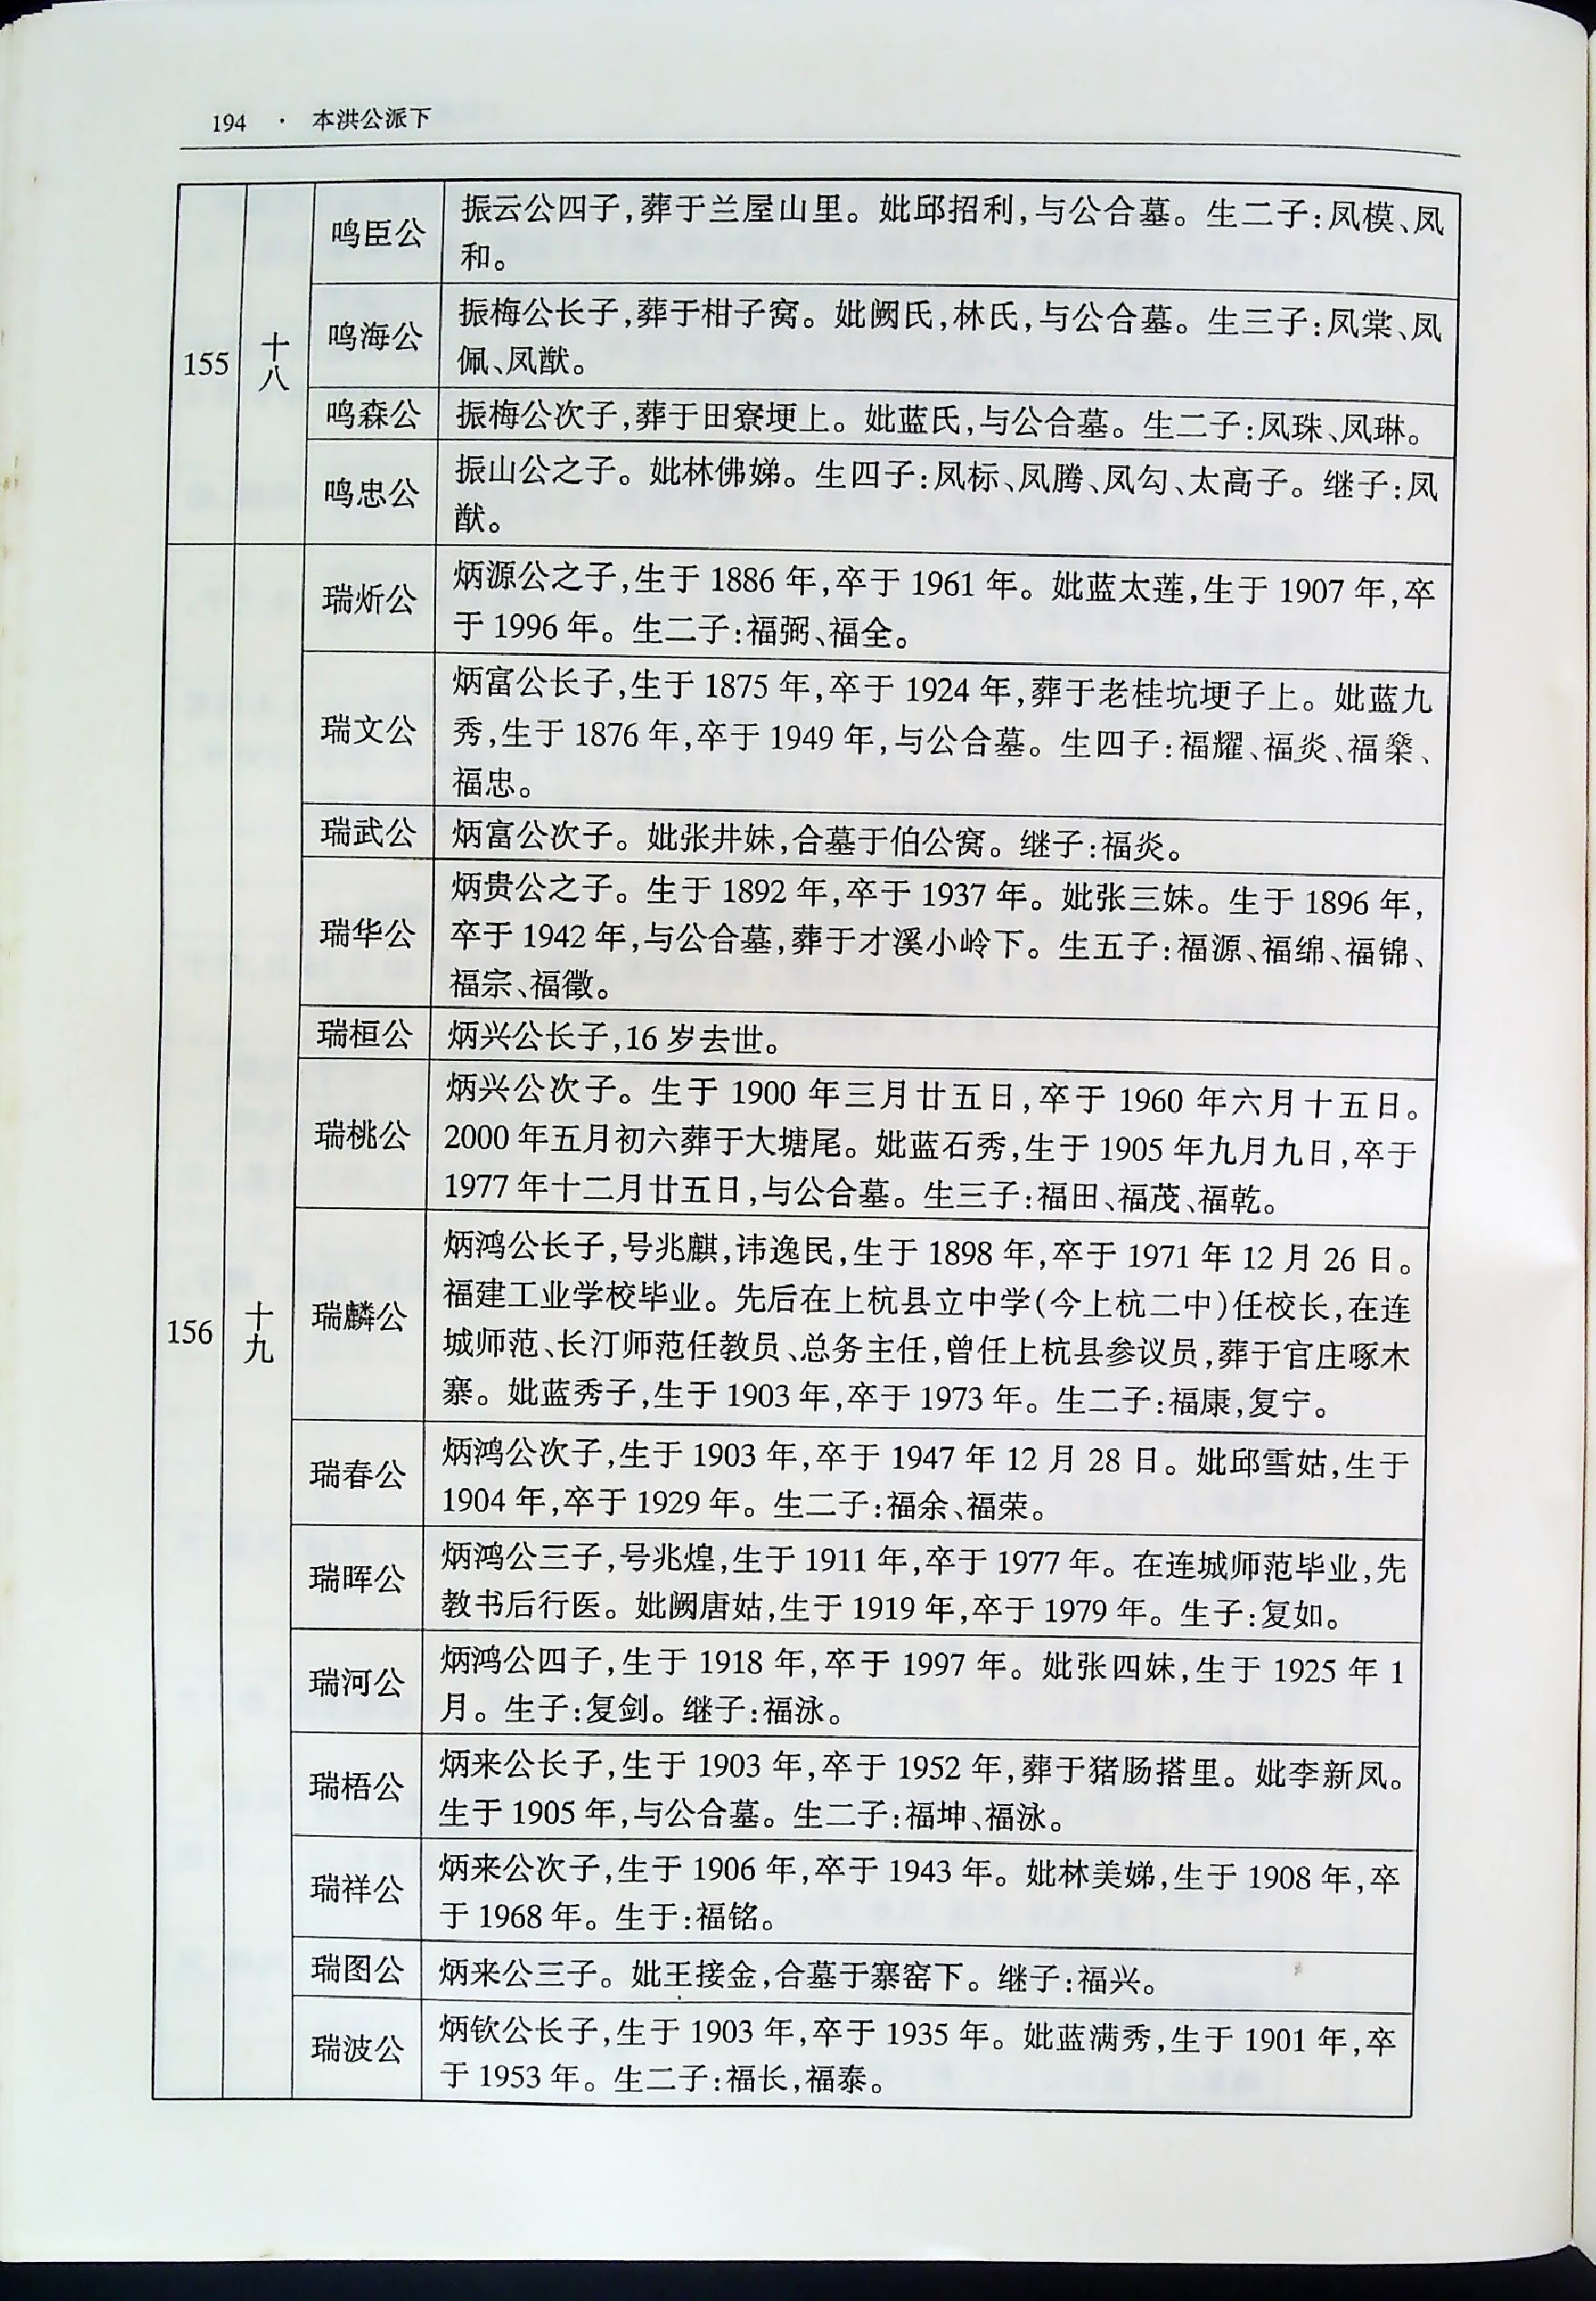 194 · 本洪公派下
155
十八
鸣臣公
振云公四子,葬于兰屋山里。妣邱招利,与公合墓。生二子:凤模、凤
和。
鸣海公
振梅公长子,葬于柑子窝。妣阙氏,林氏,与公合墓。生三子:凤棠、凤
佩、凤猷。
鸣森公
振梅公次子,葬于田寮埂上。妣蓝氏,与公合墓。生二子:凤珠、凤琳。
鸣忠公
振山公之子。妣林佛娣。生四子:凤标、凤腾、凤勾、太高子。继子:凤
猷。
156
十九
瑞炘公
炳源公之子,生于 1886 年,卒于 1961 年。妣蓝太莲,生于 1907 年,卒
于 1996 年。生二子:福弼、福全。
瑞文公
炳富公长子,生于 1875 年,卒于 1924 年,葬于老桂坑埂子上。妣蓝九
秀,生于 1876 年,卒于 1949 年,与公合墓。生四子:福耀、福炎、福燊、
福忠。
瑞武公
炳富公次子。妣张井妹,合墓于伯公窝。继子:福炎。
瑞华公
炳贵公之子。生于 1892 年,卒于 1937 年。妣张三妹。生于 1896 年,
卒于 1942 年,与公合墓,葬于才溪小岭下。生五子:福源、福绵、福锦、
福宗、福徵。
瑞桓公
炳兴公长子,16 岁去世。
瑞桃公
炳兴公次子。生于 1900 年三月廿五日,卒于 1960 年六月十五日。
2000 年五月初六葬于大塘尾。妣蓝石秀,生于 1905 年九月九日,卒于
1977 年十二月廿五日,与公合墓。生三子:福田、福茂、福乾。
瑞麟公
炳鸿公长子,号兆麒,讳逸民,生于 1898 年,卒于 1971 年 12 月 26 日。
福建工业学校毕业。先后在上杭县立中学(今上杭二中)任校长,在连
城师范、长汀师范任教员、总务主任,曾任上杭县参议员,葬于官庄啄木
寨。妣蓝秀子,生于 1903 年,卒于 1973 年。生二子:福康,复宁。
瑞春公
炳鸿公次子,生于 1903 年,卒于 1947 年 12 月 28 日。妣邱雪姑,生于
1904 年,卒于 1929 年。生二子:福余、福荣。
瑞晖公
炳鸿公三子,号兆煌,生于 1911 年,卒于 1977 年。在连城师范毕业,先
教书后行医。妣阙唐姑,生于 1919 年,卒于 1979 年。生子:复如。
瑞河公
炳鸿公四子,生于 1918 年,卒于 1997 年。妣张四妹,生于 1925 年 1
月。生子:复剑。继子:福泳。
瑞梧公
炳来公长子,生于 1903 年,卒于 1952 年,葬于猪肠搭里。妣李新凤。
生于 1905 年,与公合墓。生二子:福坤、福泳。
瑞祥公
炳来公次子,生于 1906 年,卒于 1943 年。妣林美娣,生于 1908 年,卒
于 1968 年。生于:福铭。
瑞图公
炳来公三子。妣王接金,合墓于寨窑下。继子:福兴。
瑞波公
炳钦公长子,生于 1903 年,卒于 1935 年。妣蓝满秀,生于 1901 年,卒
于 1953 年。生二子:福长,福泰。